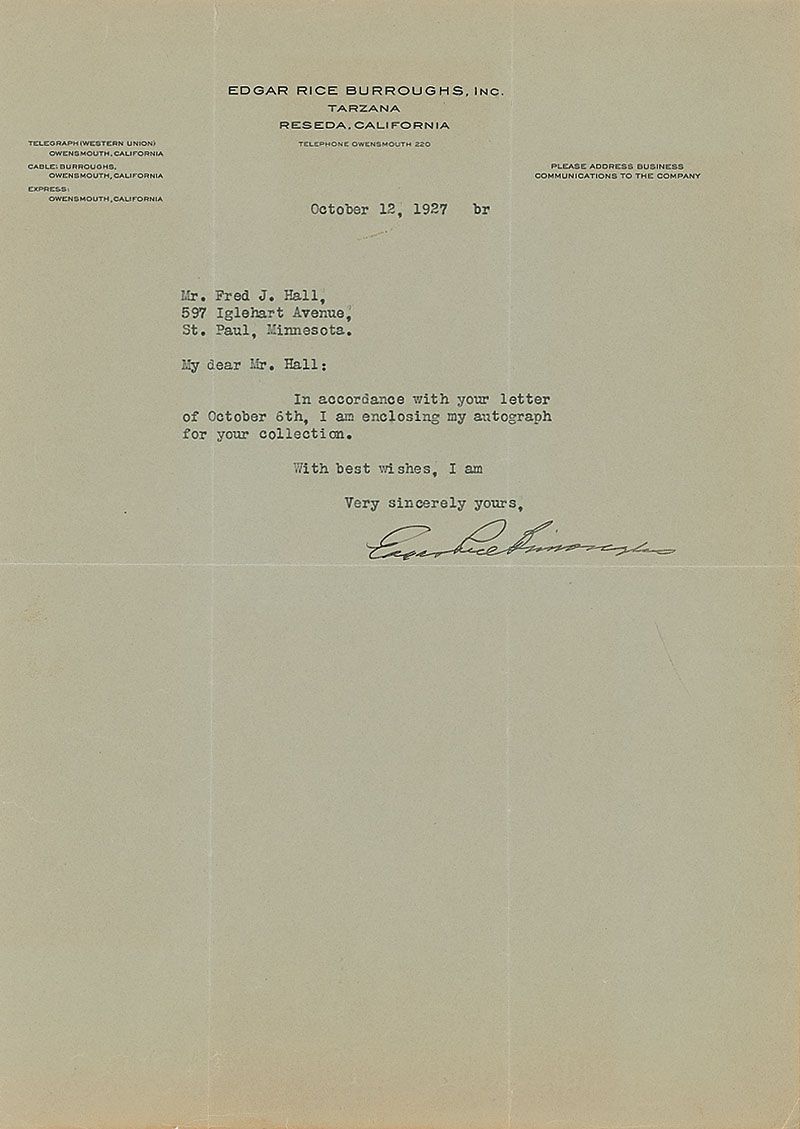 EDGAR RICE BURROUGHS, INC.
TARZANA
RESEDA, CALIFORNIA
TELEPHONE OWENSMOUTH 220
TELEGRAPH (WESTERN UNION)
OWENSMOUTH, CALIFORNIA
CABLE: BURROUGHS,
OWENSMOUTH, CALIFORNIA
EXPRESS:
OWENSMOUTH, CALIFORNIA
PLEASE ADDRESS BUSINESS
COMMUNICATIONS TO THE COMPANY
October 12, 1927 br
Mr. Fred J. Hall,
597 Iglehart Avenue,
St. Paul, Minnesota.
My dear Mr. Hall:
In accordance with your letter
of October 6th, I am enclosing my autograph
for your collection.
With best wishes, I am
Very sincerely yours,
Edgar Rice Burroughs